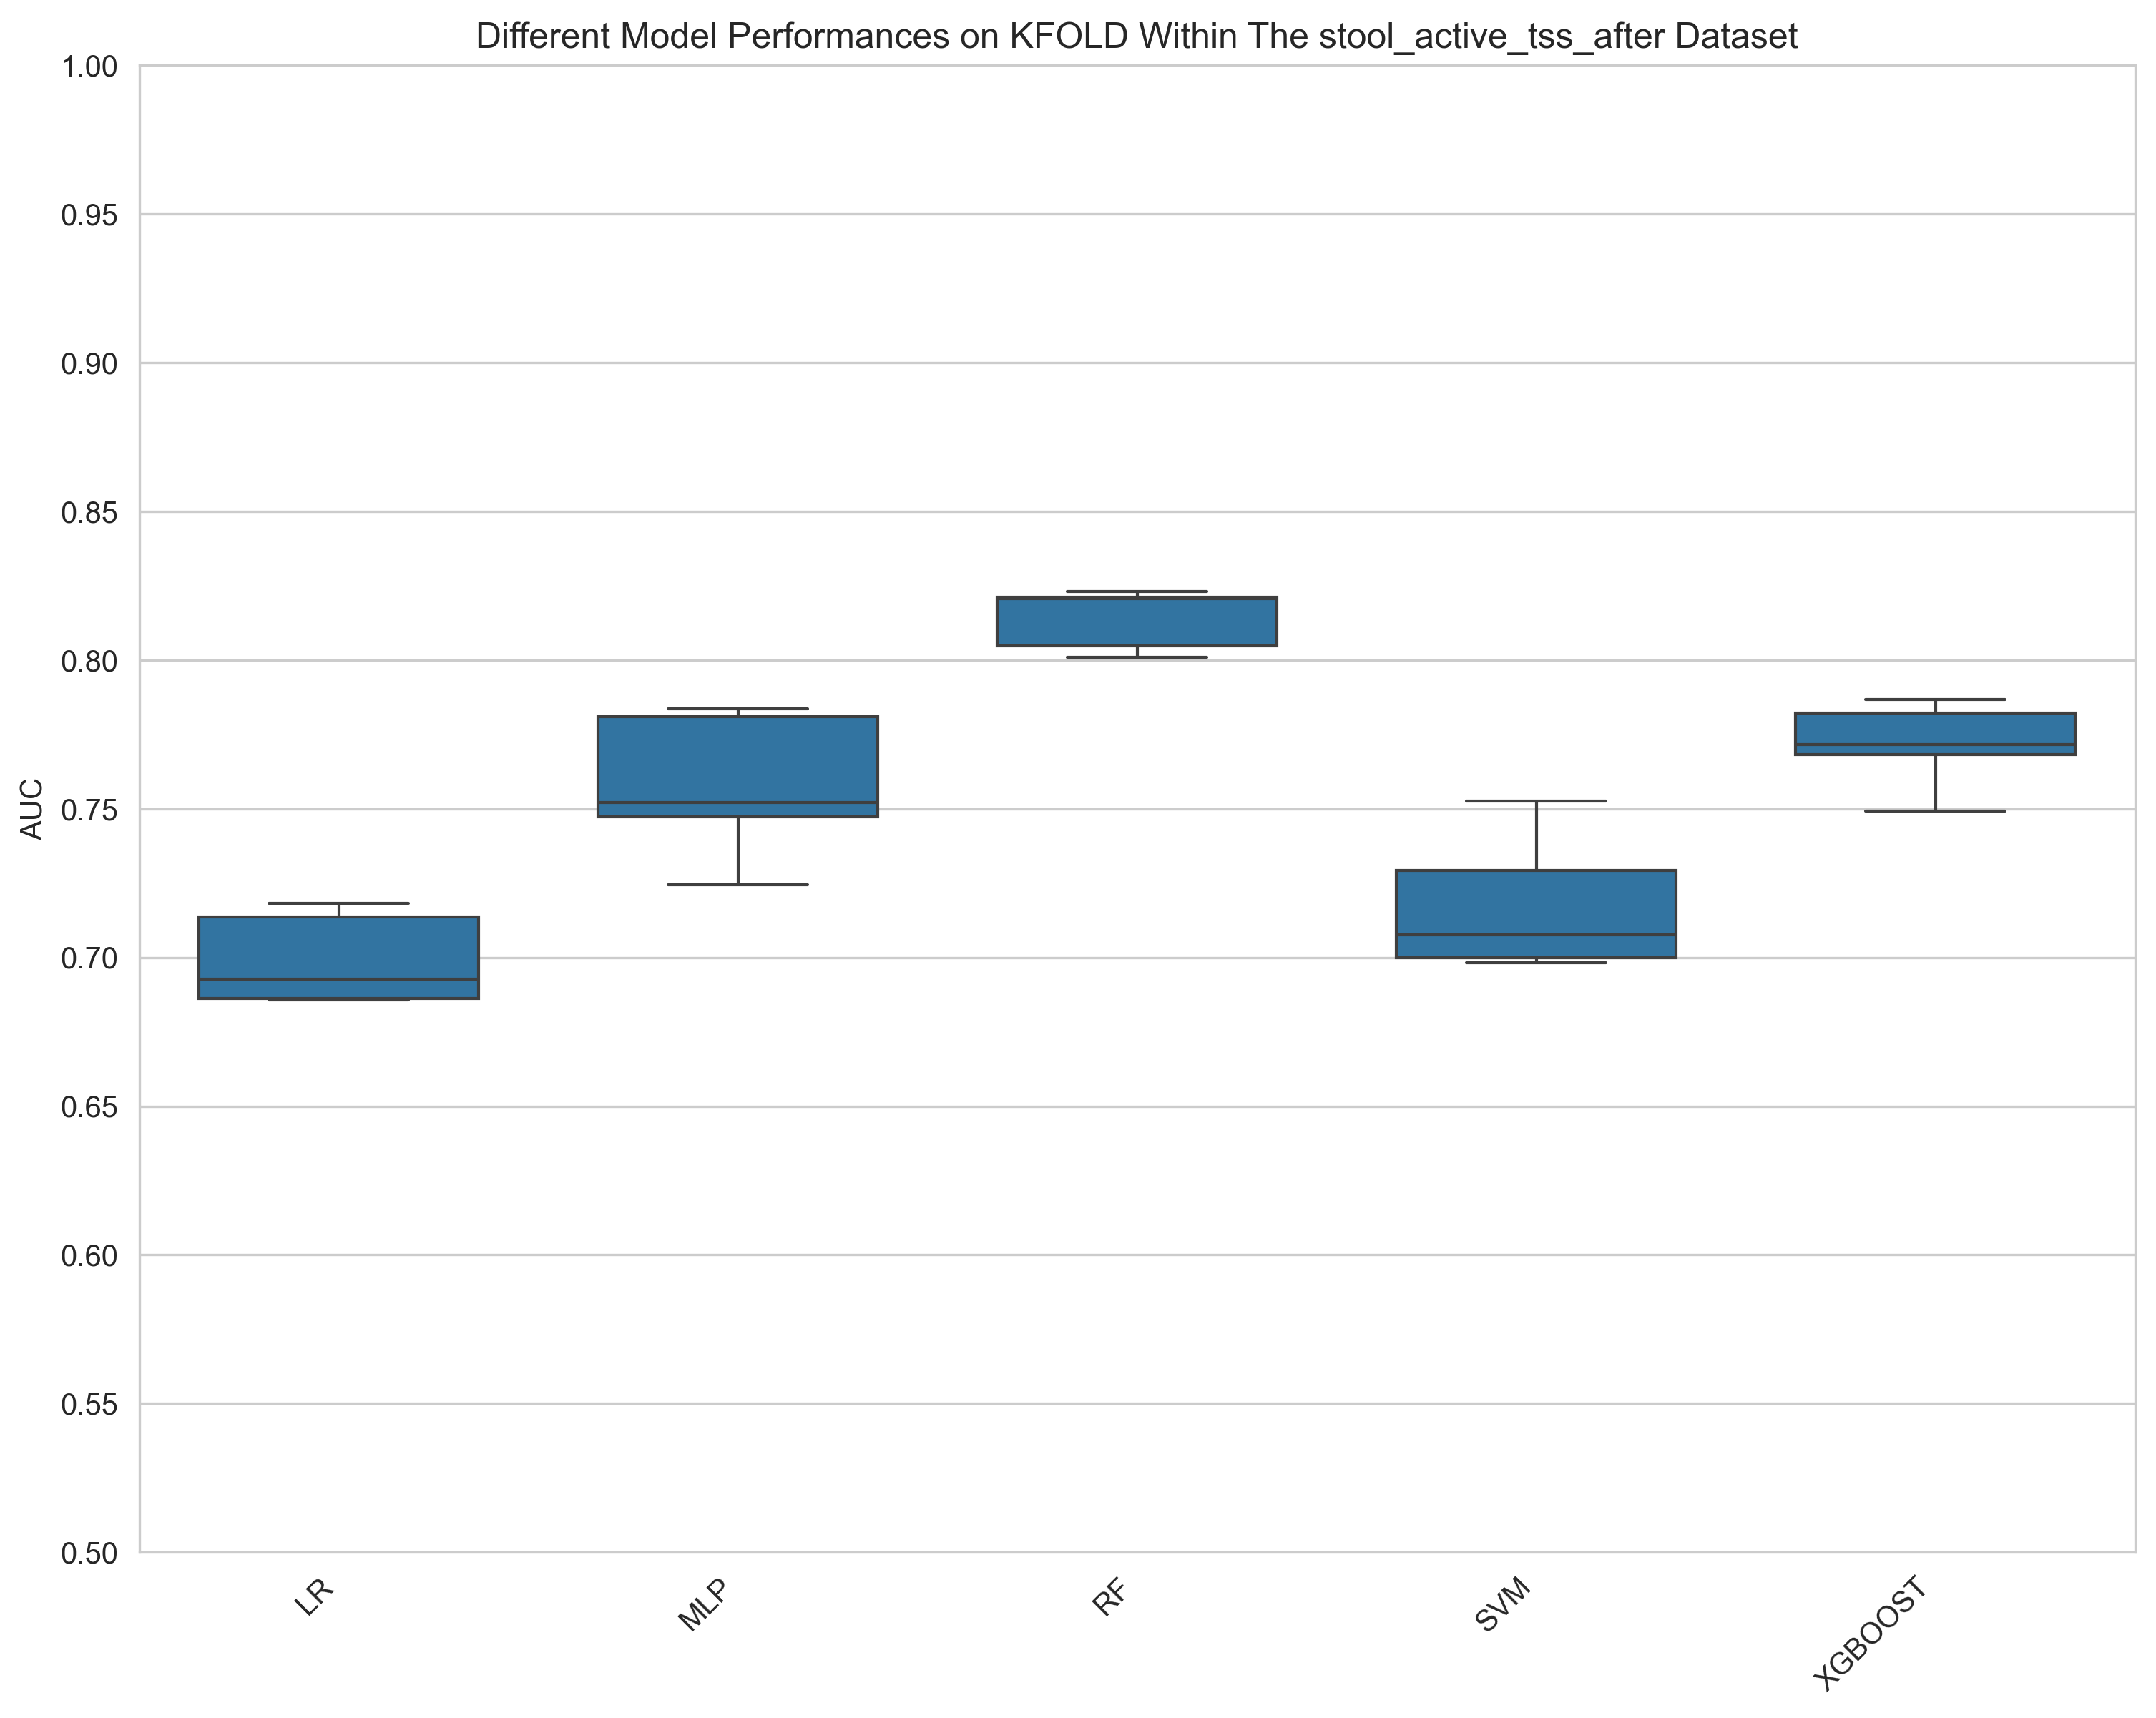 Different Model Performances on KFOLD Within The stool_active_tss_after Dataset
1.00
0.95
0.90
0.85
0.80
0.75
0.70
0.65
0.60
0.55
0.50
AUC
LR
MLP
RF
SVM
XGBOOST